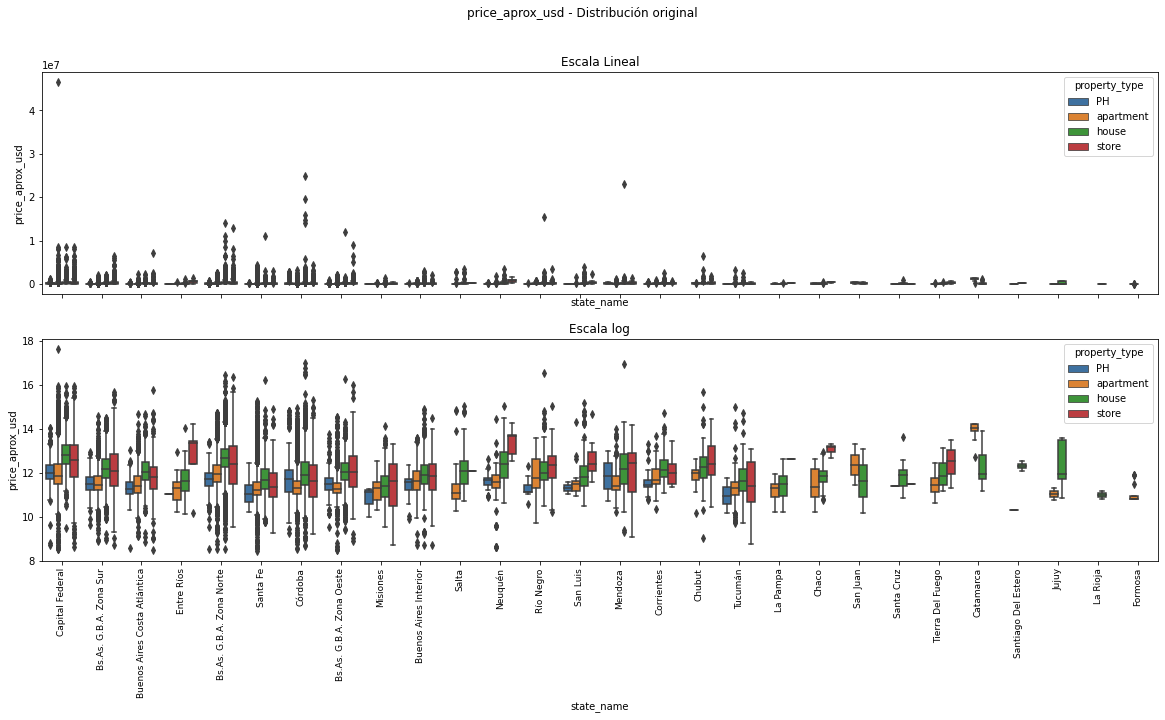 price_aprox_usd - Distribución original
Escala Lineal
1e7
price_aprox_usd
4
3
2
1
0
property_type
PH
apartment
house
store
state_name
Escala log
price_aprox_usd
18
16
14
12
10
8
property_type
PH
apartment
house
store
Capital Federal
Bs.As. G.B.A. Zona Sur
Buenos Aires Costa Atlántica
Entre Ríos
Bs.As. G.B.A. Zona Norte
Santa Fe
Córdoba
Bs.As. G.B.A. Zona Oeste
Misiones
Buenos Aires Interior
Salta
Neuquén
Río Negro
San Luis
Mendoza
Corrientes
Chubut
Tucumán
La Pampa
Chaco
San Juan
Santa Cruz
Tierra Del Fuego
Catamarca
Santiago Del Estero
Jujuy
La Rioja
Formosa
state_name